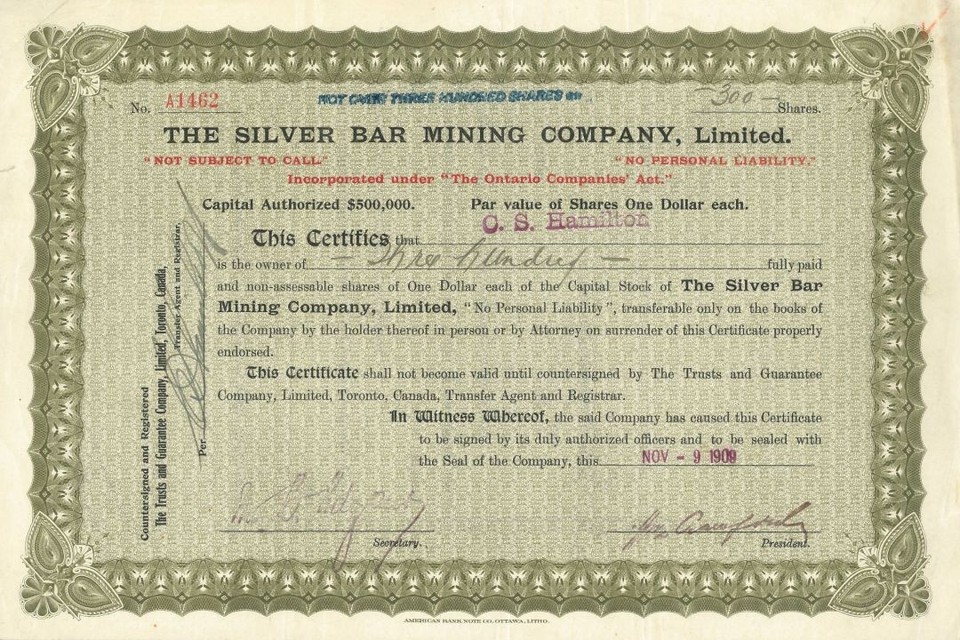 No. A1462
NOT OVER THREE HUNDRED SHARES
—300— Shares.
THE SILVER BAR MINING COMPANY, Limited.
"NOT SUBJECT TO CALL." "NO PERSONAL LIABILITY."
Incorporated under "The Ontario Companies' Act."
Capital Authorized $500,000. Par value of Shares One Dollar each.
C. S. Hamilton
This Certifies that
is the owner of — Three Hundred — fully paid
and non-assessable shares of One Dollar each of the Capital Stock of The Silver Bar
Mining Company, Limited, "No Personal Liability", transferable only on the books of
the Company by the holder thereof in person or by Attorney on surrender of this Certificate properly
endorsed.
This Certificate shall not become valid until countersigned by The Trusts and Guarantee
Company, Limited, Toronto, Canada, Transfer Agent and Registrar.
In Witness Whereof, the said Company has caused this Certificate
to be signed by its duly authorized officers and to be sealed with
the Seal of the Company, this NOV - 9 1909
Secretary. President.
Countersigned and Registered
The Trusts and Guarantee Company, Limited, Toronto, Canada,
Transfer Agent and Registrar,
Per
AMERICAN BANK NOTE CO. OTTAWA, LITHO.